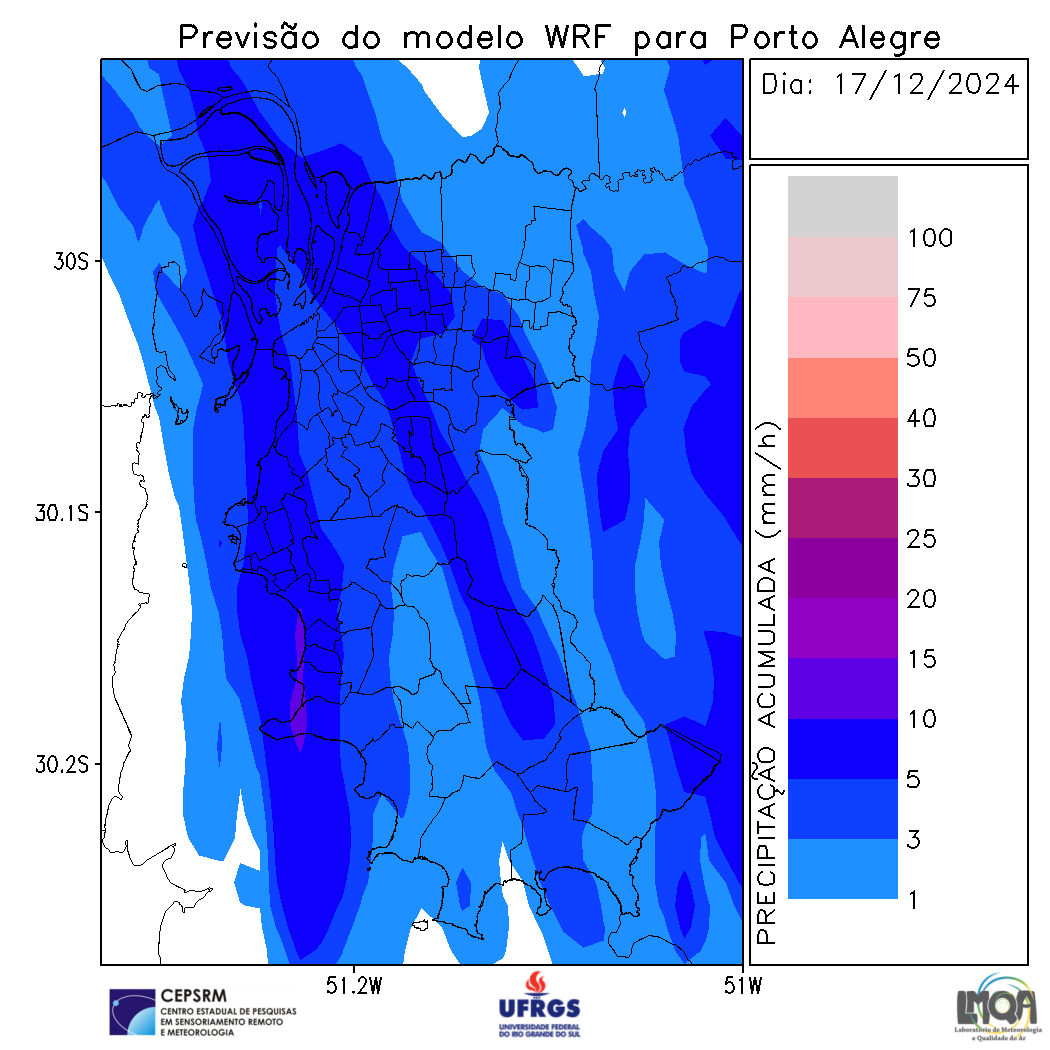 Previsão do modelo WRF para Porto Alegre
Dia: 17/12/2024
30S
30.1S
30.2S
51.2W
51W
PRECIPITAÇÃO ACUMULADA (mm/h)
100
75
50
40
30
25
20
15
10
5
3
1
CEPSRM
CENTRO ESTADUAL DE PESQUISAS
EM SENSORIAMENTO REMOTO
E METEOROLOGIA
UFRGS
UNIVERSIDADE FEDERAL
DO RIO GRANDE DO SUL
LMQA
Laboratório de Meteorologia
e Qualidade do Ar